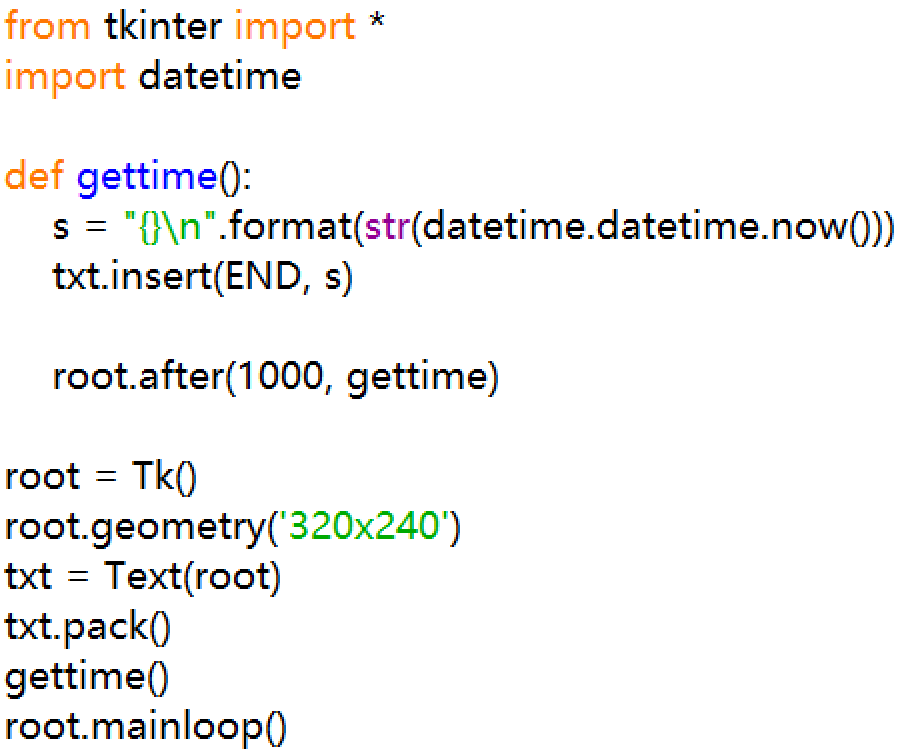 from tkinter import *
import datetime

def gettime():
    s = "{}\n".format(str(datetime.datetime.now()))
    txt.insert(END, s)

    root.after(1000, gettime)

root = Tk()
root.geometry('320x240')
txt = Text(root)
txt.pack()
gettime()
root.mainloop()